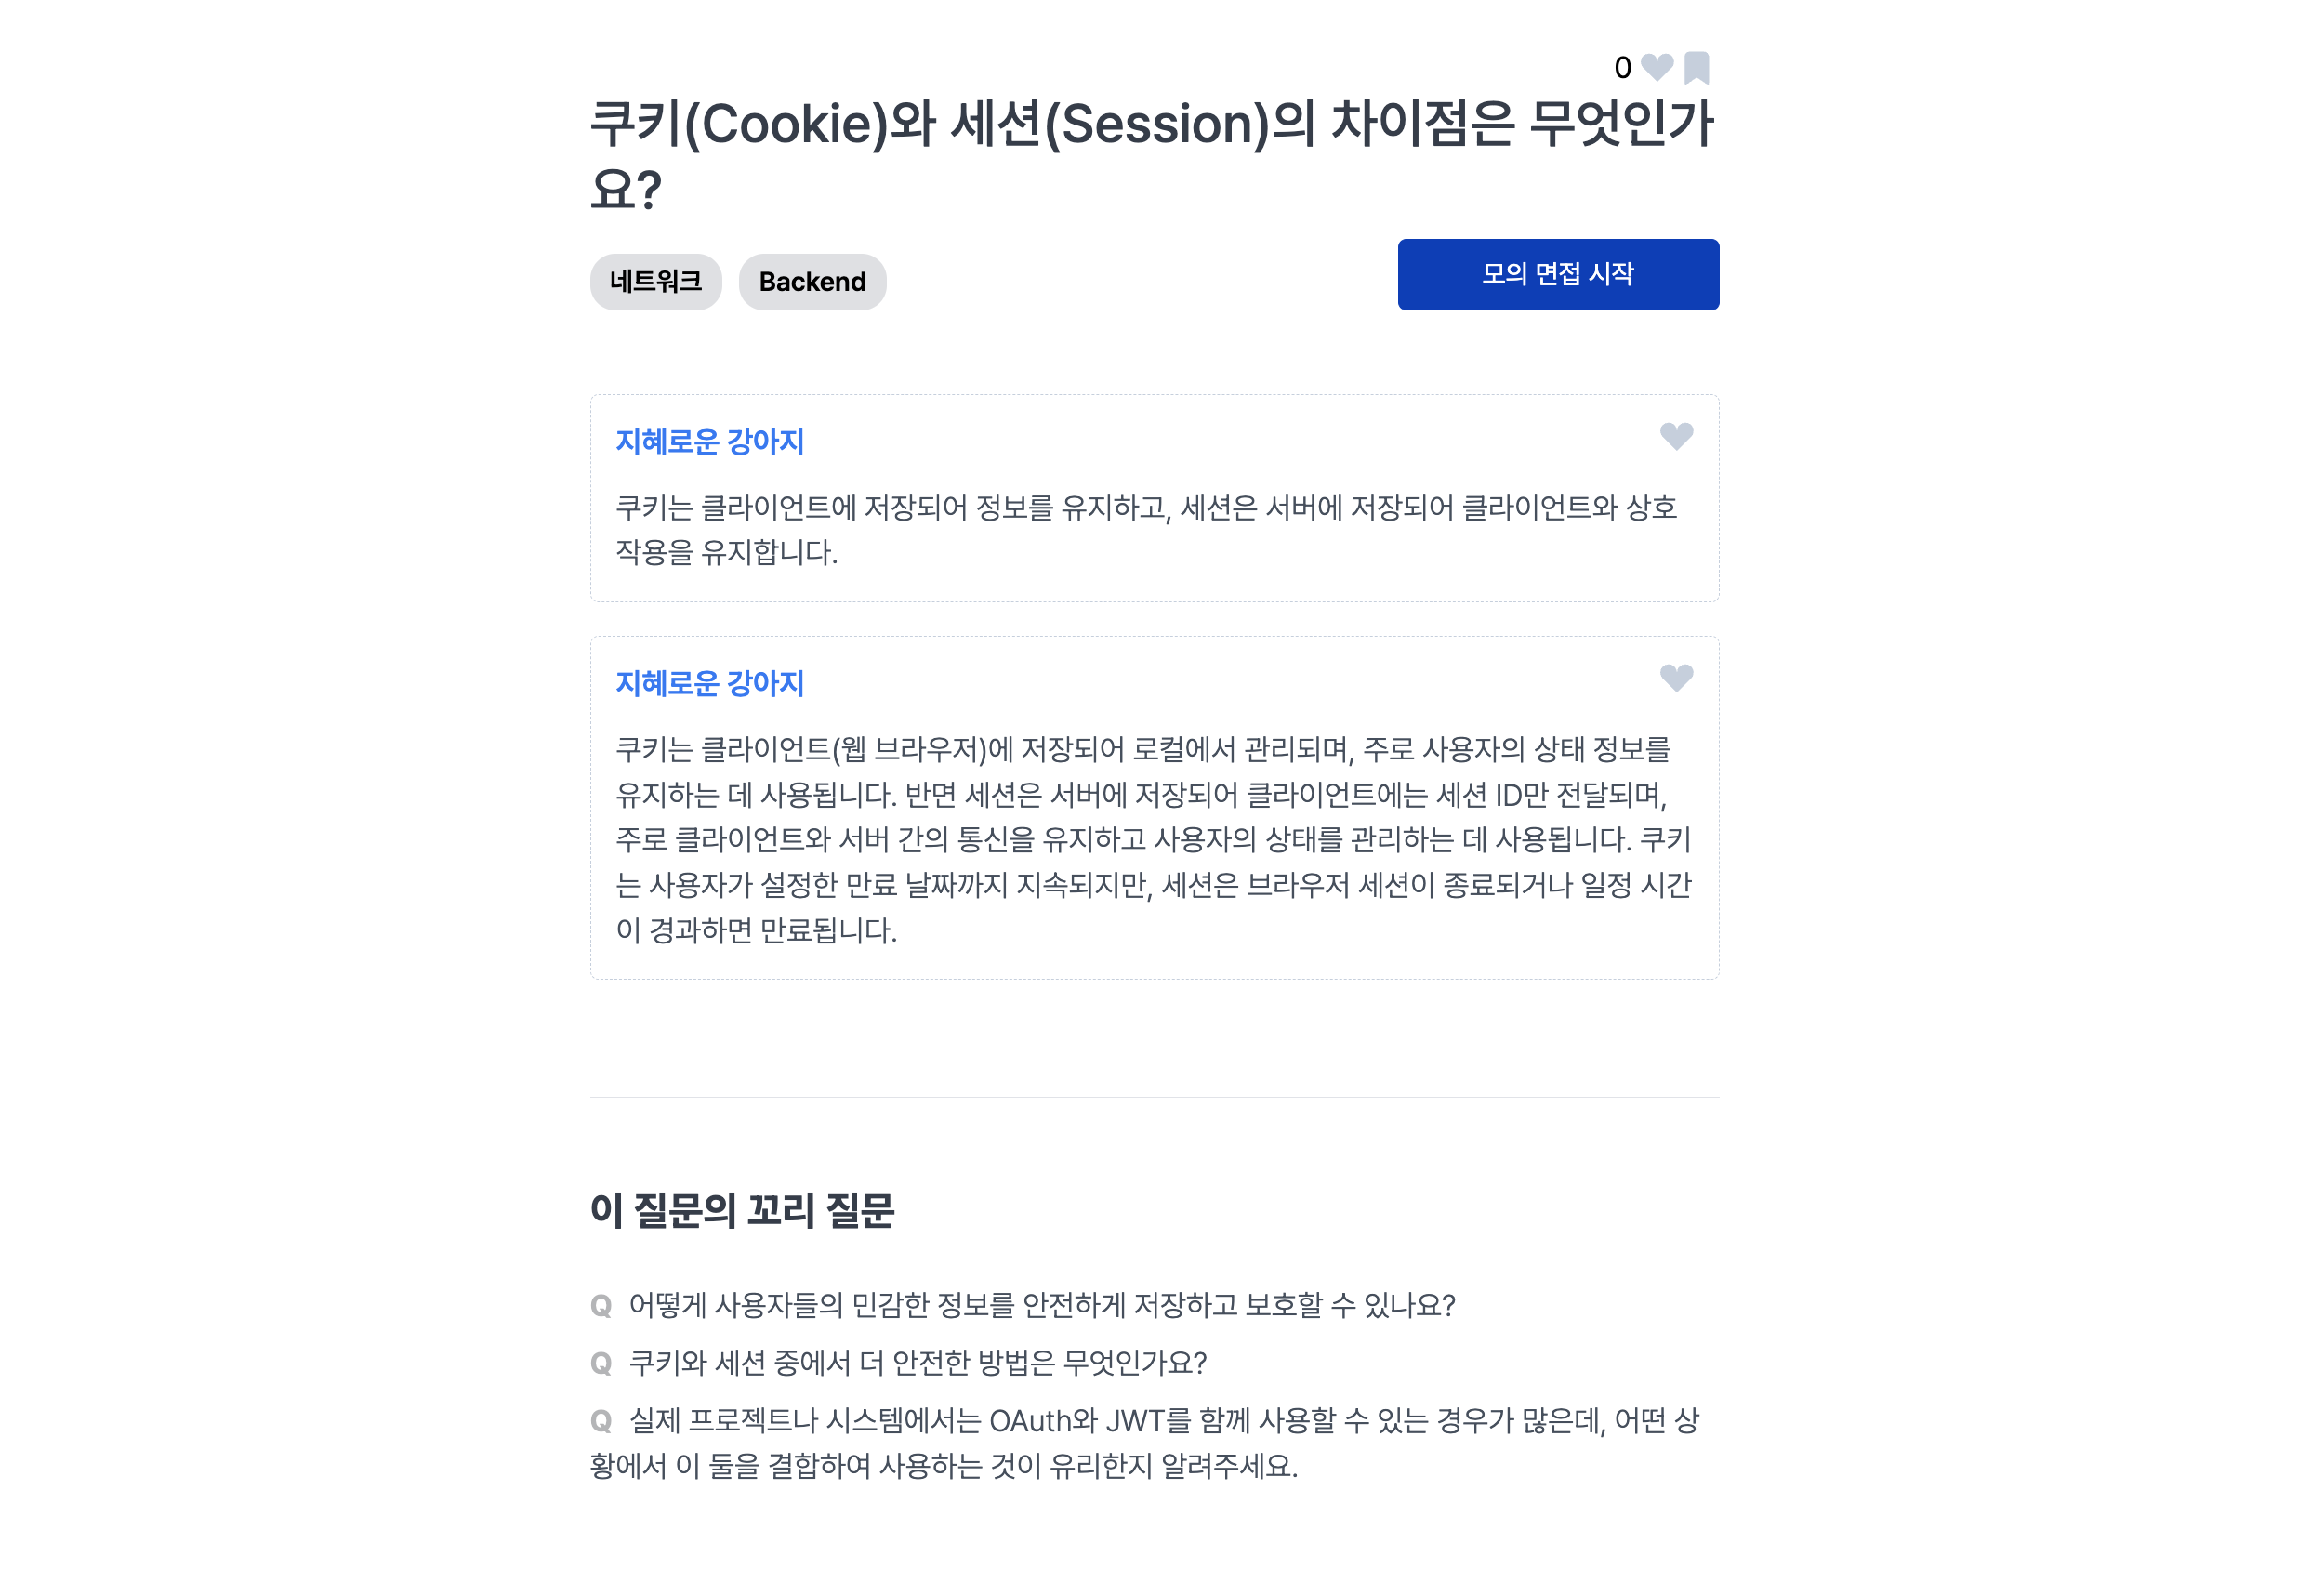 0
쿠키(Cookie)와 세션(Session)의 차이점은 무엇인가
요?
네트워크 Backend
모의 면접 시작
지혜로운 강아지
쿠키는 클라이언트에 저장되어 정보를 유지하고, 세션은 서버에 저장되어 클라이언트와 상호
작용을 유지합니다.
지혜로운 강아지
쿠키는 클라이언트(웹 브라우저)에 저장되어 로컬에서 관리되며, 주로 사용자의 상태 정보를
유지하는 데 사용됩니다. 반면 세션은 서버에 저장되어 클라이언트에는 세션 ID만 전달되며,
주로 클라이언트와 서버 간의 통신을 유지하고 사용자의 상태를 관리하는 데 사용됩니다. 쿠키
는 사용자가 설정한 만료 날짜까지 지속되지만, 세션은 브라우저 세션이 종료되거나 일정 시간
이 경과하면 만료됩니다.
이 질문의 꼬리 질문
Q 어떻게 사용자들의 민감한 정보를 안전하게 저장하고 보호할 수 있나요?
Q 쿠키와 세션 중에서 더 안전한 방법은 무엇인가요?
Q 실제 프로젝트나 시스템에서는 OAuth와 JWT를 함께 사용할 수 있는 경우가 많은데, 어떤 상
황에서 이 둘을 결합하여 사용하는 것이 유리한지 알려주세요.